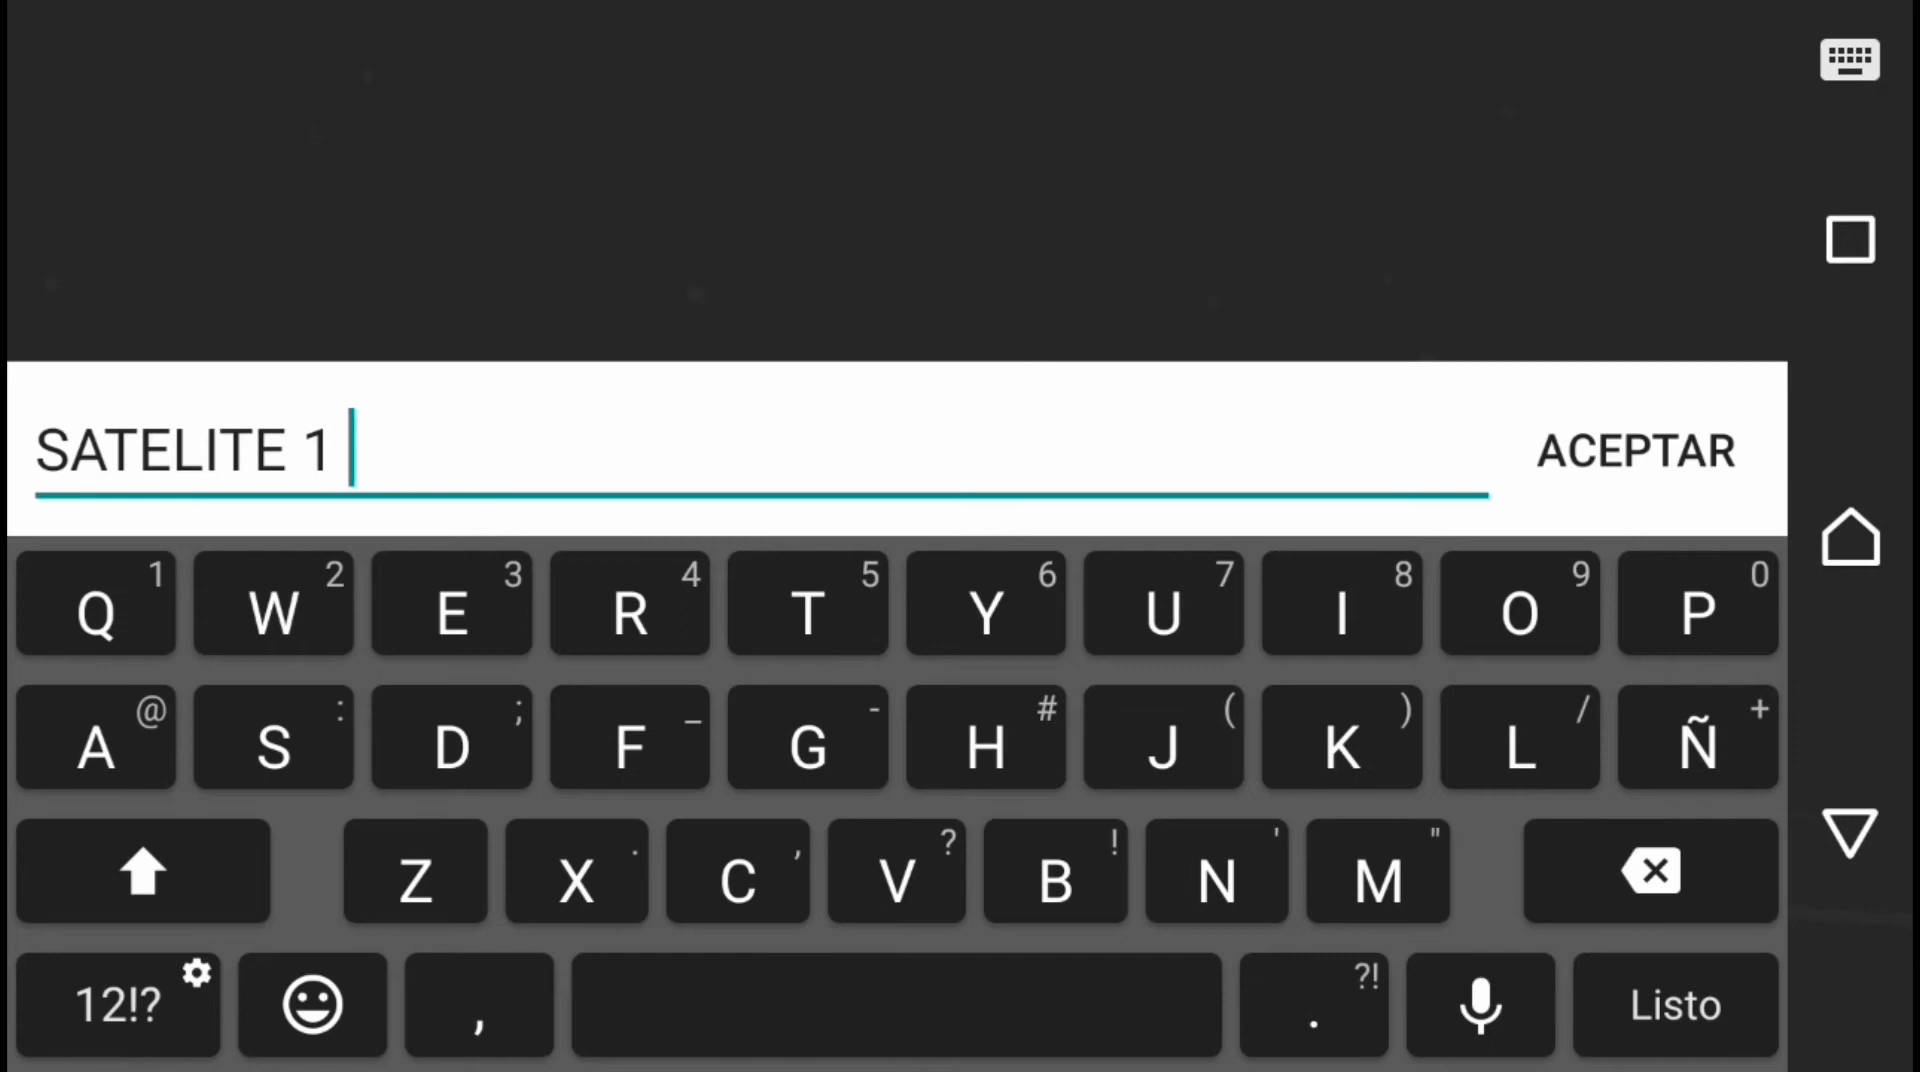 SATELITE 1
ACEPTAR
Q 1 W 2 E 3 R 4 T 5 Y 6 U 7 I 8 O 9 P 0
A @ S : D ; F _ G - H # J ( K ) L / Ñ +
Z X . C , V ? B ! N ' M "
12!? , . ?! Listo